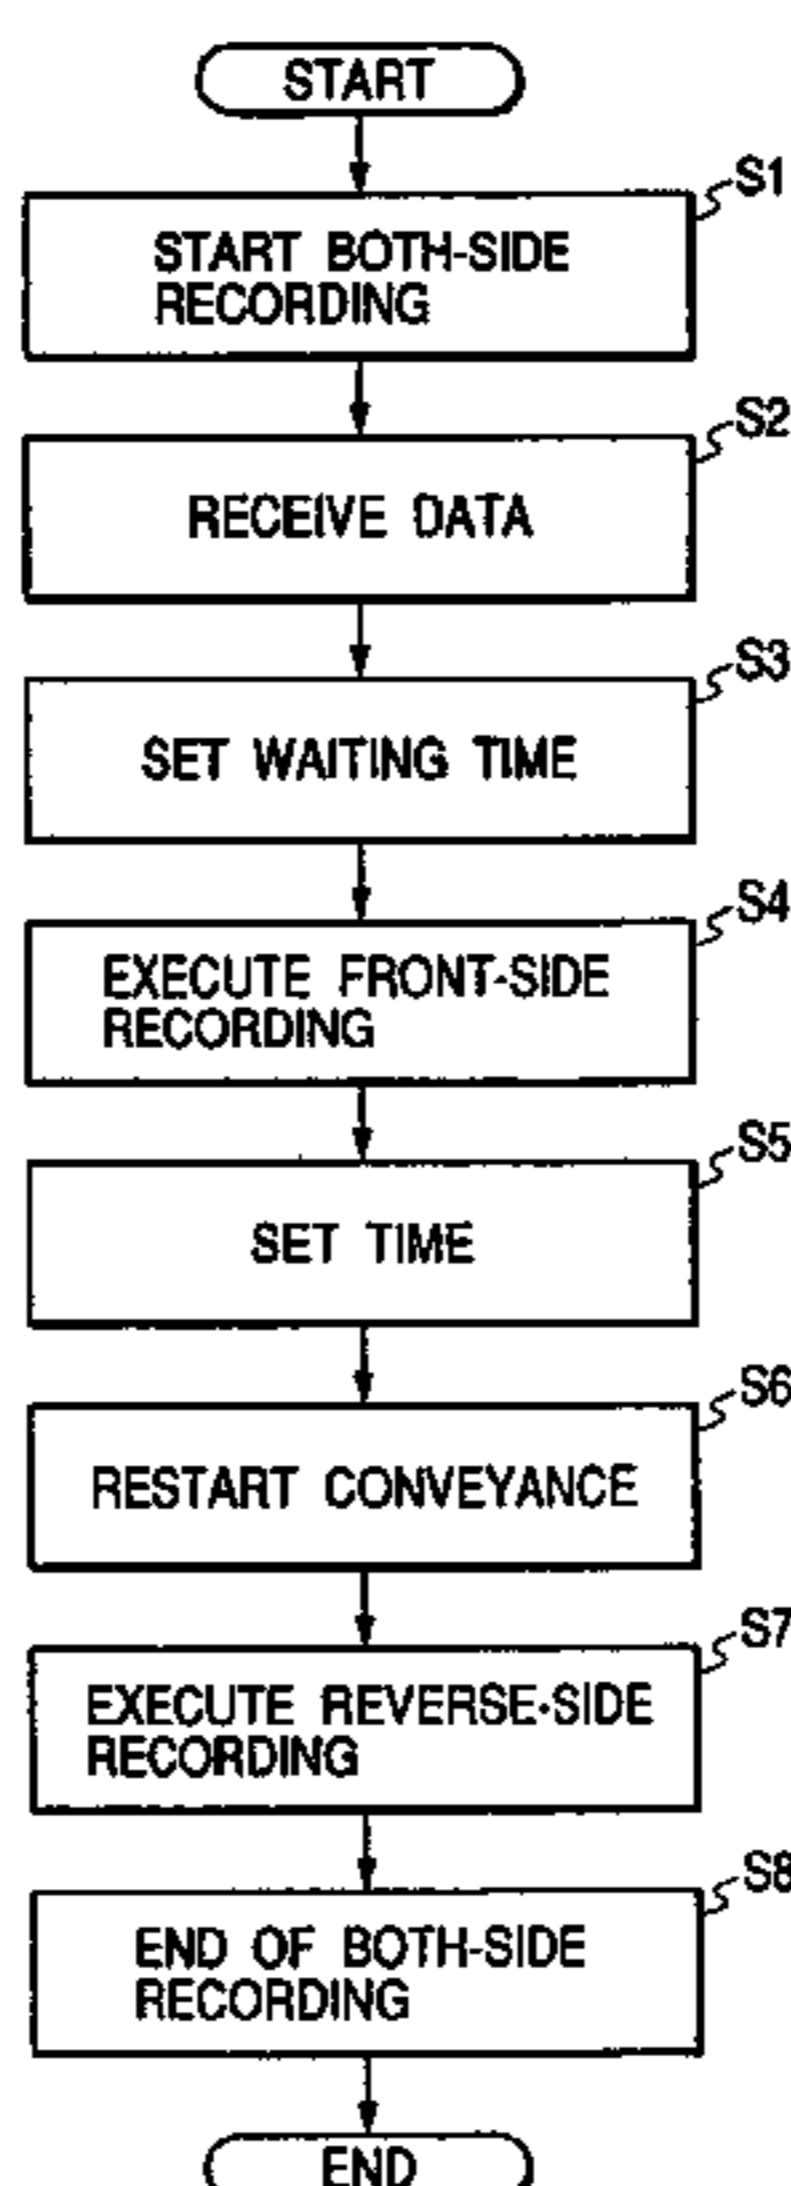 START
S1
START BOTH-SIDE
RECORDING
S2
RECEIVE DATA
S3
SET WAITING TIME
S4
EXECUTE FRONT-SIDE
RECORDING
S5
SET TIME
S6
RESTART CONVEYANCE
S7
EXECUTE REVERSE-SIDE
RECORDING
S8
END OF BOTH-SIDE
RECORDING
END